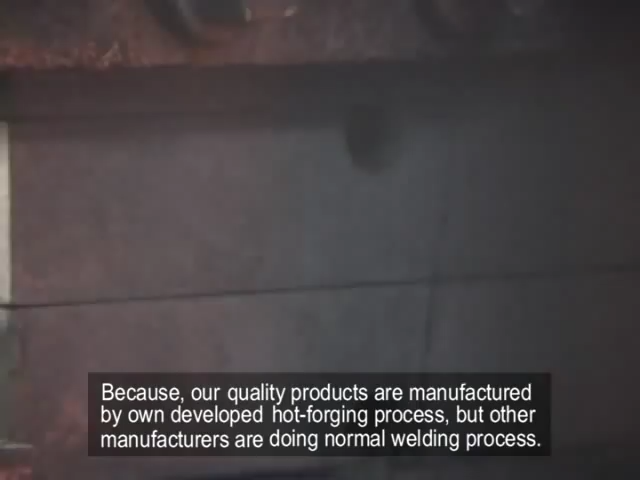 Because, our quality products are manufactured
by own developed hot-forging process, but other
manufacturers are doing normal welding process.